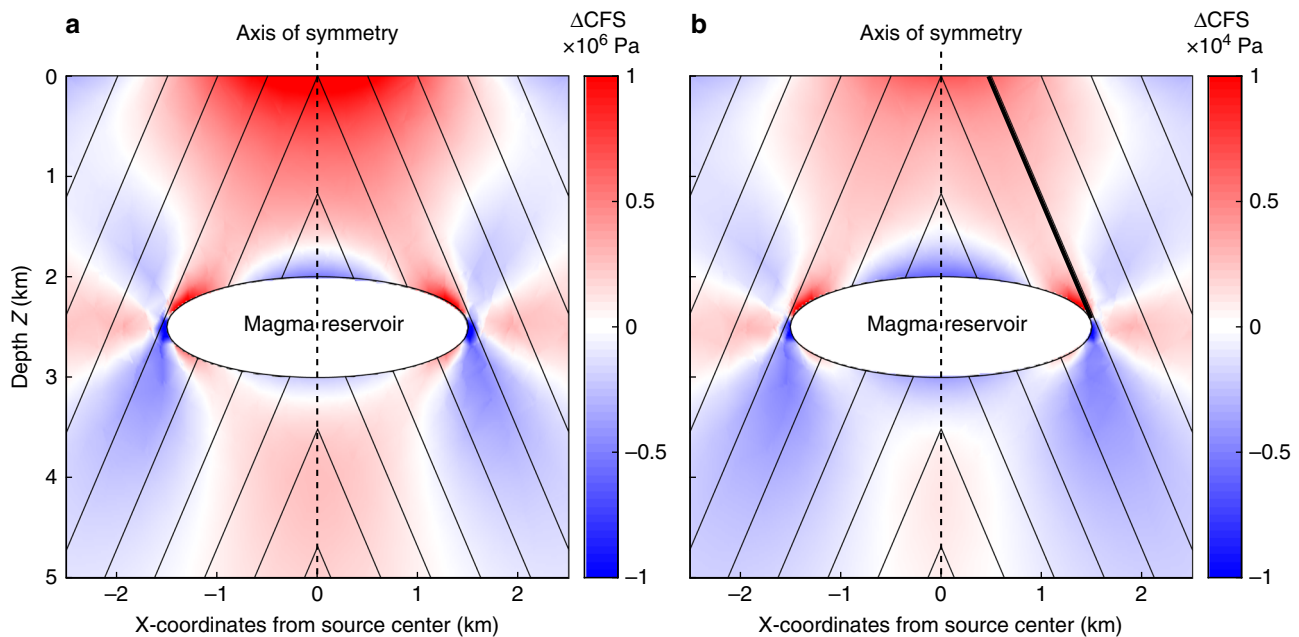 a
Axis of symmetry
ΔCFS
×10⁶ Pa
0
1
2
3
4
5
Depth Z (km)
Magma reservoir
−2
−1
0
1
2
X-coordinates from source center (km)
1
0.5
0
−0.5
−1
b
Axis of symmetry
ΔCFS
×10⁴ Pa
Magma reservoir
−2
−1
0
1
2
X-coordinates from source center (km)
1
0.5
0
−0.5
−1